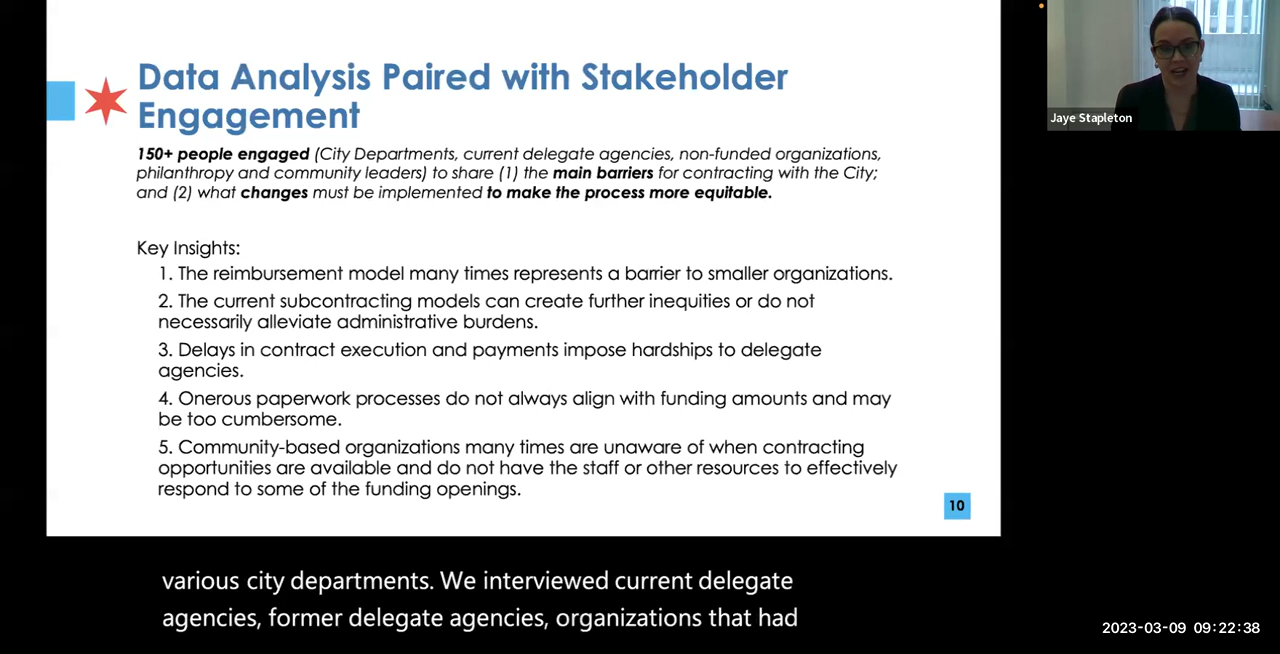 Data Analysis Paired with Stakeholder
Engagement
150+ people engaged (City Departments, current delegate agencies, non-funded organizations,
philanthropy and community leaders) to share (1) the main barriers for contracting with the City;
and (2) what changes must be implemented to make the process more equitable.
Key Insights:
1. The reimbursement model many times represents a barrier to smaller organizations.
2. The current subcontracting models can create further inequities or do not
necessarily alleviate administrative burdens.
3. Delays in contract execution and payments impose hardships to delegate
agencies.
4. Onerous paperwork processes do not always align with funding amounts and may
be too cumbersome.
5. Community-based organizations many times are unaware of when contracting
opportunities are available and do not have the staff or other resources to effectively
respond to some of the funding openings.
10
Jaye Stapleton
various city departments. We interviewed current delegate
agencies, former delegate agencies, organizations that had
2023-03-09 09:22:38